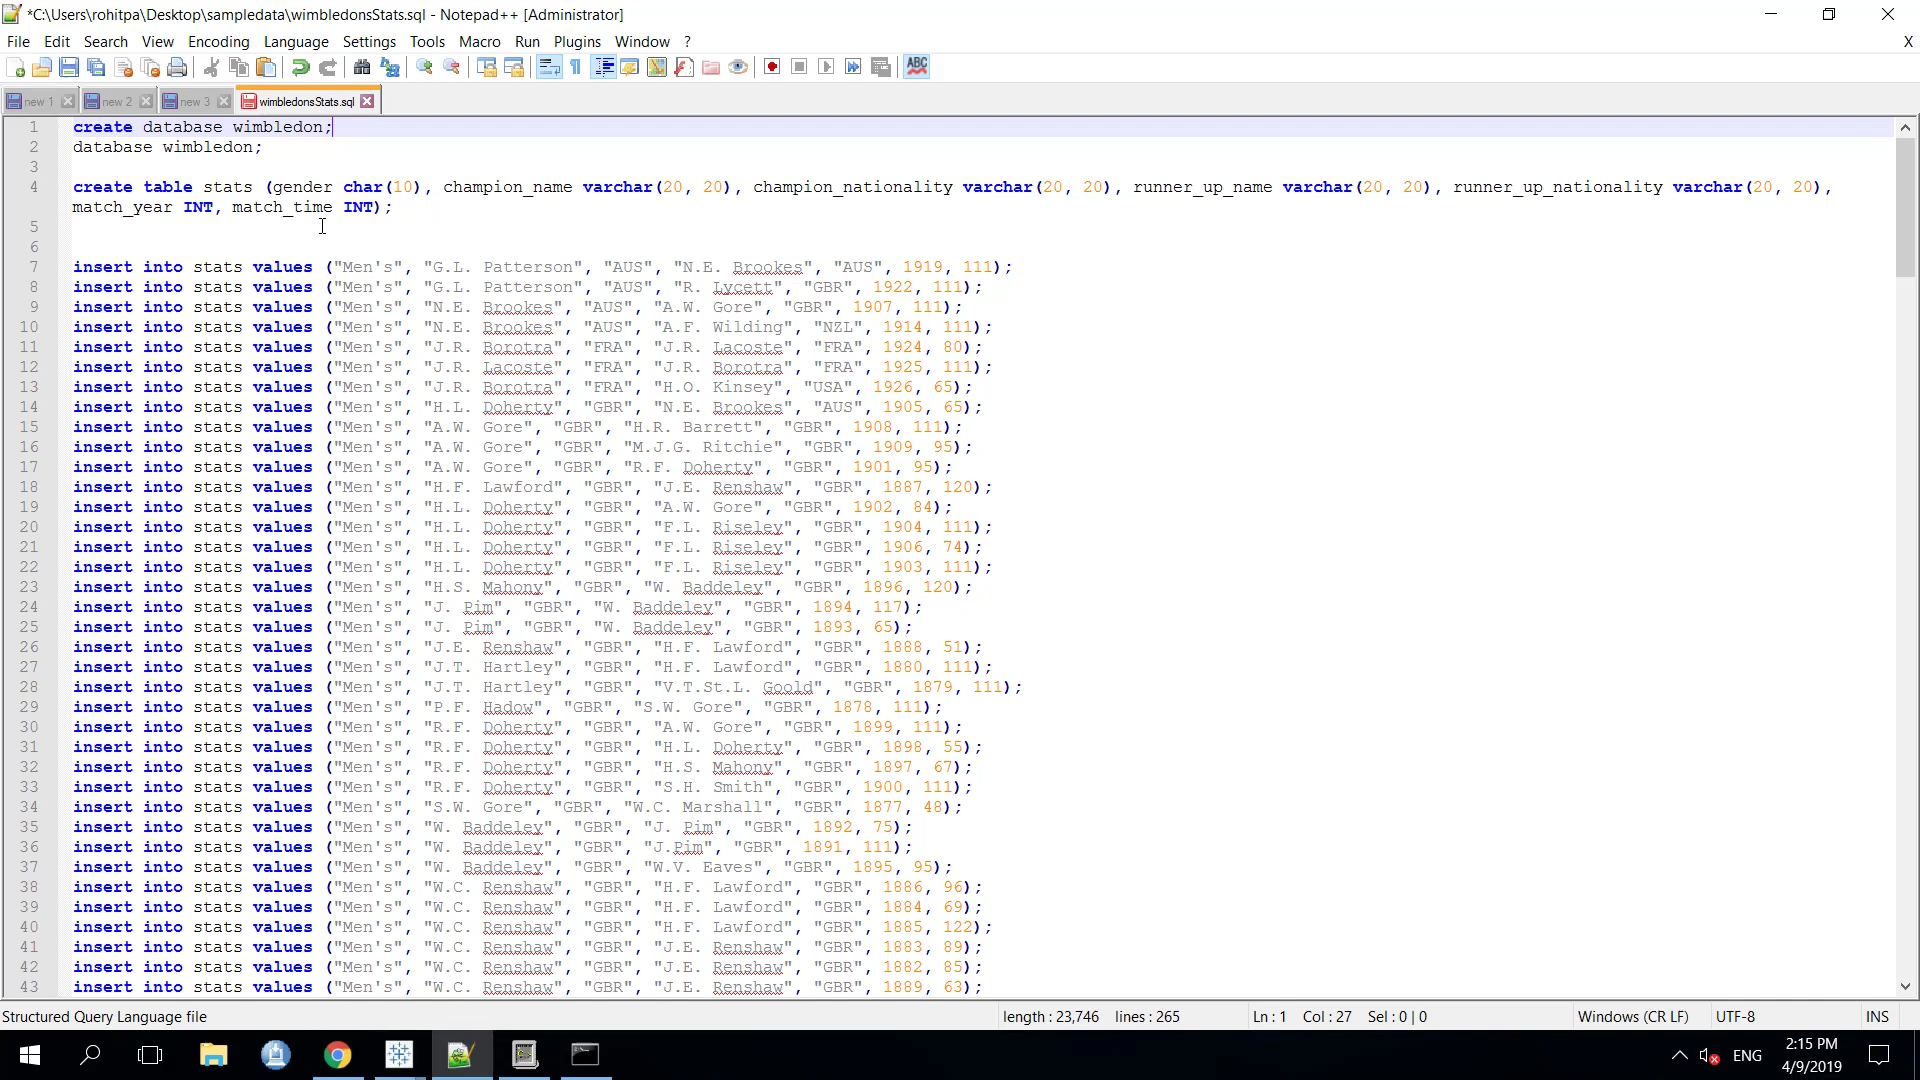 *C:\Users\rohitpa\Desktop\sampledata\wimbledonsStats.sql - Notepad++ [Administrator]
File Edit Search View Encoding Language Settings Tools Macro Run Plugins Window ? X
ABC
new 1 new 2 new 3 wimbledonsStats.sql
1 create database wimbledon;
2 database wimbledon;
3
4 create table stats (gender char(10), champion_name varchar(20, 20), champion_nationality varchar(20, 20), runner_up_name varchar(20, 20), runner_up_nationality varchar(20, 20),
match_year INT, match_time INT);
5
6
7 insert into stats values ("Men's", "G.L. Patterson", "AUS", "N.E. Brookes", "AUS", 1919, 111);
8 insert into stats values ("Men's", "G.L. Patterson", "AUS", "R. Lycett", "GBR", 1922, 111);
9 insert into stats values ("Men's", "N.E. Brookes", "AUS", "A.W. Gore", "GBR", 1907, 111);
10 insert into stats values ("Men's", "N.E. Brookes", "AUS", "A.F. Wilding", "NZL", 1914, 111);
11 insert into stats values ("Men's", "J.R. Borotra", "FRA", "J.R. Lacoste", "FRA", 1924, 80);
12 insert into stats values ("Men's", "J.R. Lacoste", "FRA", "J.R. Borotra", "FRA", 1925, 111);
13 insert into stats values ("Men's", "J.R. Borotra", "FRA", "H.O. Kinsey", "USA", 1926, 65);
14 insert into stats values ("Men's", "H.L. Doherty", "GBR", "N.E. Brookes", "AUS", 1905, 65);
15 insert into stats values ("Men's", "A.W. Gore", "GBR", "H.R. Barrett", "GBR", 1908, 111);
16 insert into stats values ("Men's", "A.W. Gore", "GBR", "M.J.G. Ritchie", "GBR", 1909, 95);
17 insert into stats values ("Men's", "A.W. Gore", "GBR", "R.F. Doherty", "GBR", 1901, 95);
18 insert into stats values ("Men's", "H.F. Lawford", "GBR", "J.E. Renshaw", "GBR", 1887, 120);
19 insert into stats values ("Men's", "H.L. Doherty", "GBR", "A.W. Gore", "GBR", 1902, 84);
20 insert into stats values ("Men's", "H.L. Doherty", "GBR", "F.L. Riseley", "GBR", 1904, 111);
21 insert into stats values ("Men's", "H.L. Doherty", "GBR", "F.L. Riseley", "GBR", 1906, 74);
22 insert into stats values ("Men's", "H.L. Doherty", "GBR", "F.L. Riseley", "GBR", 1903, 111);
23 insert into stats values ("Men's", "H.S. Mahony", "GBR", "W. Baddeley", "GBR", 1896, 120);
24 insert into stats values ("Men's", "J. Pim", "GBR", "W. Baddeley", "GBR", 1894, 117);
25 insert into stats values ("Men's", "J. Pim", "GBR", "W. Baddeley", "GBR", 1893, 65);
26 insert into stats values ("Men's", "J.E. Renshaw", "GBR", "H.F. Lawford", "GBR", 1888, 51);
27 insert into stats values ("Men's", "J.T. Hartley", "GBR", "H.F. Lawford", "GBR", 1880, 111);
28 insert into stats values ("Men's", "J.T. Hartley", "GBR", "V.T.St.L. Goold", "GBR", 1879, 111);
29 insert into stats values ("Men's", "P.F. Hadow", "GBR", "S.W. Gore", "GBR", 1878, 111);
30 insert into stats values ("Men's", "R.F. Doherty", "GBR", "A.W. Gore", "GBR", 1899, 111);
31 insert into stats values ("Men's", "R.F. Doherty", "GBR", "H.L. Doherty", "GBR", 1898, 55);
32 insert into stats values ("Men's", "R.F. Doherty", "GBR", "H.S. Mahony", "GBR", 1897, 67);
33 insert into stats values ("Men's", "R.F. Doherty", "GBR", "S.H. Smith", "GBR", 1900, 111);
34 insert into stats values ("Men's", "S.W. Gore", "GBR", "W.C. Marshall", "GBR", 1877, 48);
35 insert into stats values ("Men's", "W. Baddeley", "GBR", "J. Pim", "GBR", 1892, 75);
36 insert into stats values ("Men's", "W. Baddeley", "GBR", "J.Pim", "GBR", 1891, 111);
37 insert into stats values ("Men's", "W. Baddeley", "GBR", "W.V. Eaves", "GBR", 1895, 95);
38 insert into stats values ("Men's", "W.C. Renshaw", "GBR", "H.F. Lawford", "GBR", 1886, 96);
39 insert into stats values ("Men's", "W.C. Renshaw", "GBR", "H.F. Lawford", "GBR", 1884, 69);
40 insert into stats values ("Men's", "W.C. Renshaw", "GBR", "H.F. Lawford", "GBR", 1885, 122);
41 insert into stats values ("Men's", "W.C. Renshaw", "GBR", "J.E. Renshaw", "GBR", 1883, 89);
42 insert into stats values ("Men's", "W.C. Renshaw", "GBR", "J.E. Renshaw", "GBR", 1882, 85);
43 insert into stats values ("Men's", "W.C. Renshaw", "GBR", "J.E. Renshaw", "GBR", 1889, 63);
Structured Query Language file length : 23,746 lines : 265 Ln : 1 Col : 27 Sel : 0 | 0 Windows (CR LF) UTF-8 INS
ENG 2:15 PM
4/9/2019